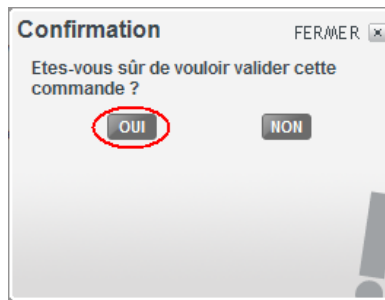 Confirmation FERMER
Etes-vous sûr de vouloir valider cette
commande ?
OUI NON